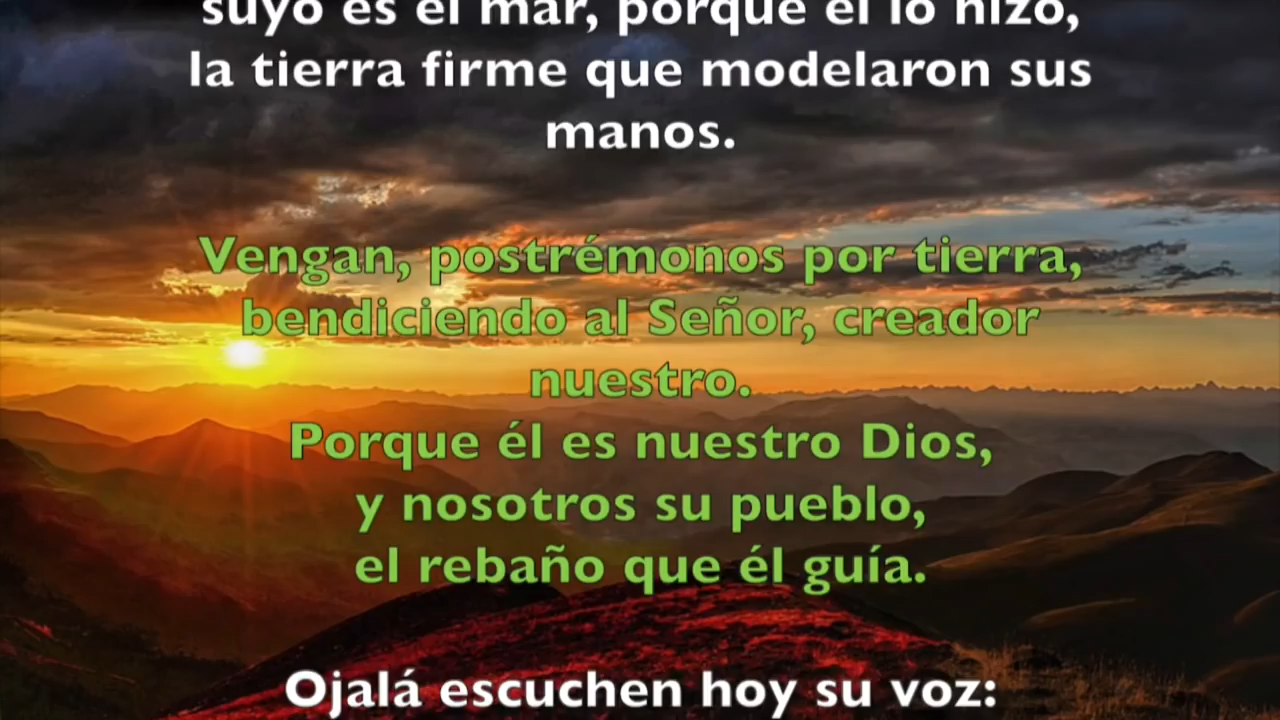 suyo es el mar, porque él lo hizo,
la tierra firme que modelaron sus
manos.
Vengan, postrémonos por tierra,
bendiciendo al Señor, creador
nuestro.
Porque él es nuestro Dios,
y nosotros su pueblo,
el rebaño que él guía.
Ojalá escuchen hoy su voz: